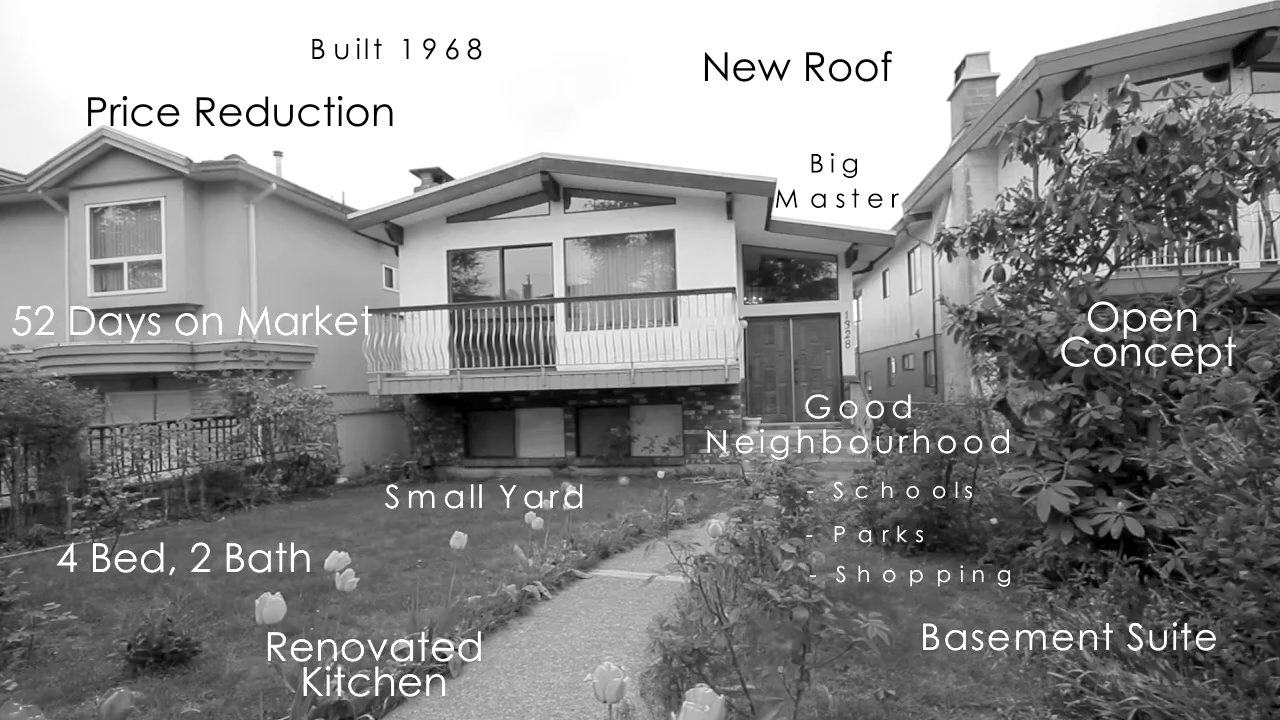 Built 1968
New Roof
Price Reduction
Big
Master
52 Days on Market
1928
Open
Concept
Good
Neighbourhood
- Schools
- Parks
- Shopping
Small Yard
4 Bed, 2 Bath
Basement Suite
Renovated
Kitchen